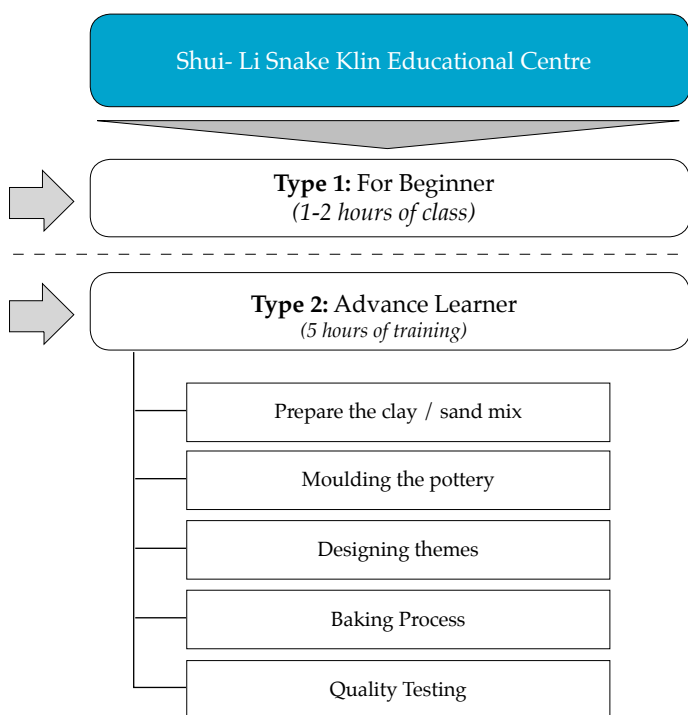 Shui- Li Snake Klin Educational Centre
Type 1: For Beginner
(1-2 hours of class)
Type 2: Advance Learner
(5 hours of training)
Prepare the clay / sand mix
Moulding the pottery
Designing themes
Baking Process
Quality Testing